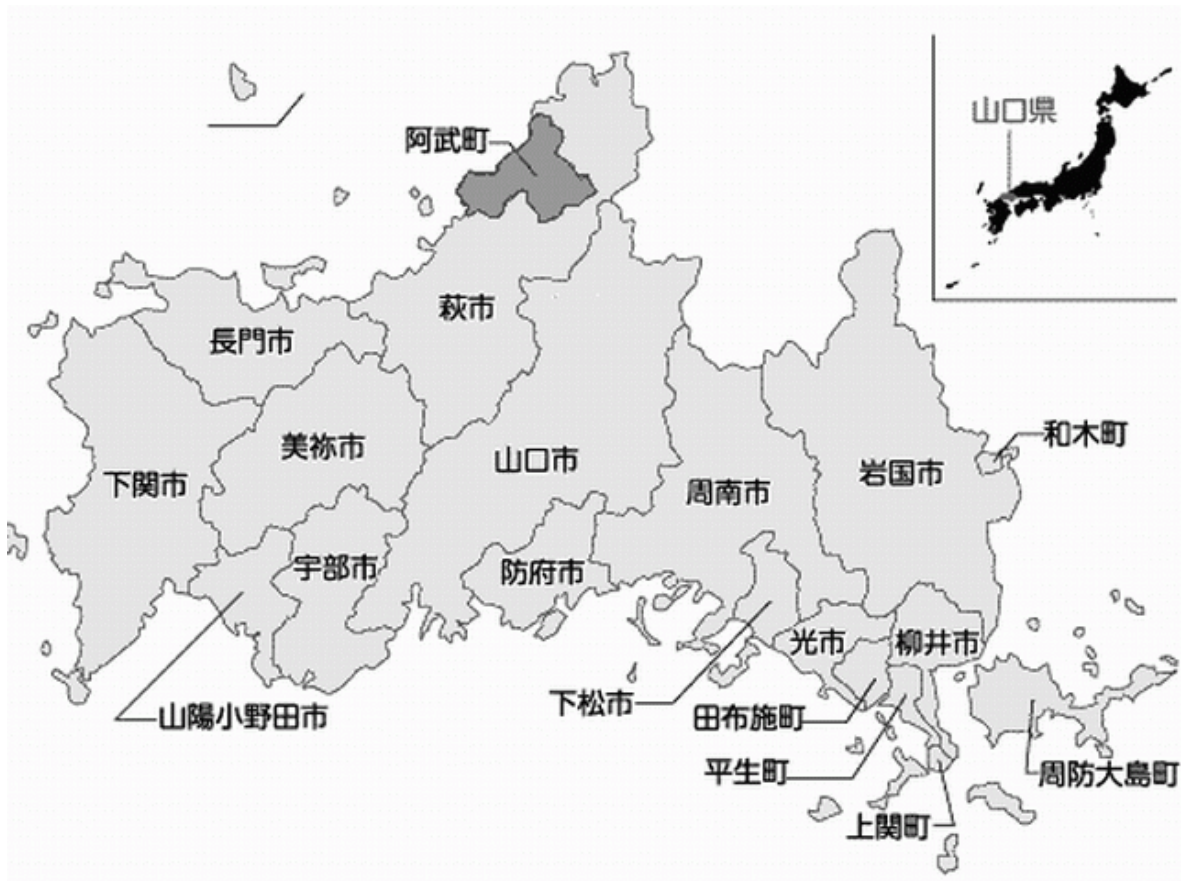 山口県
阿武町
萩市
長門市
和木町
美祢市
山口市
岩国市
下関市
周南市
宇部市
防府市
光市
柳井市
下松市
山陽小野田市
田布施町
平生町
周防大島町
上関町